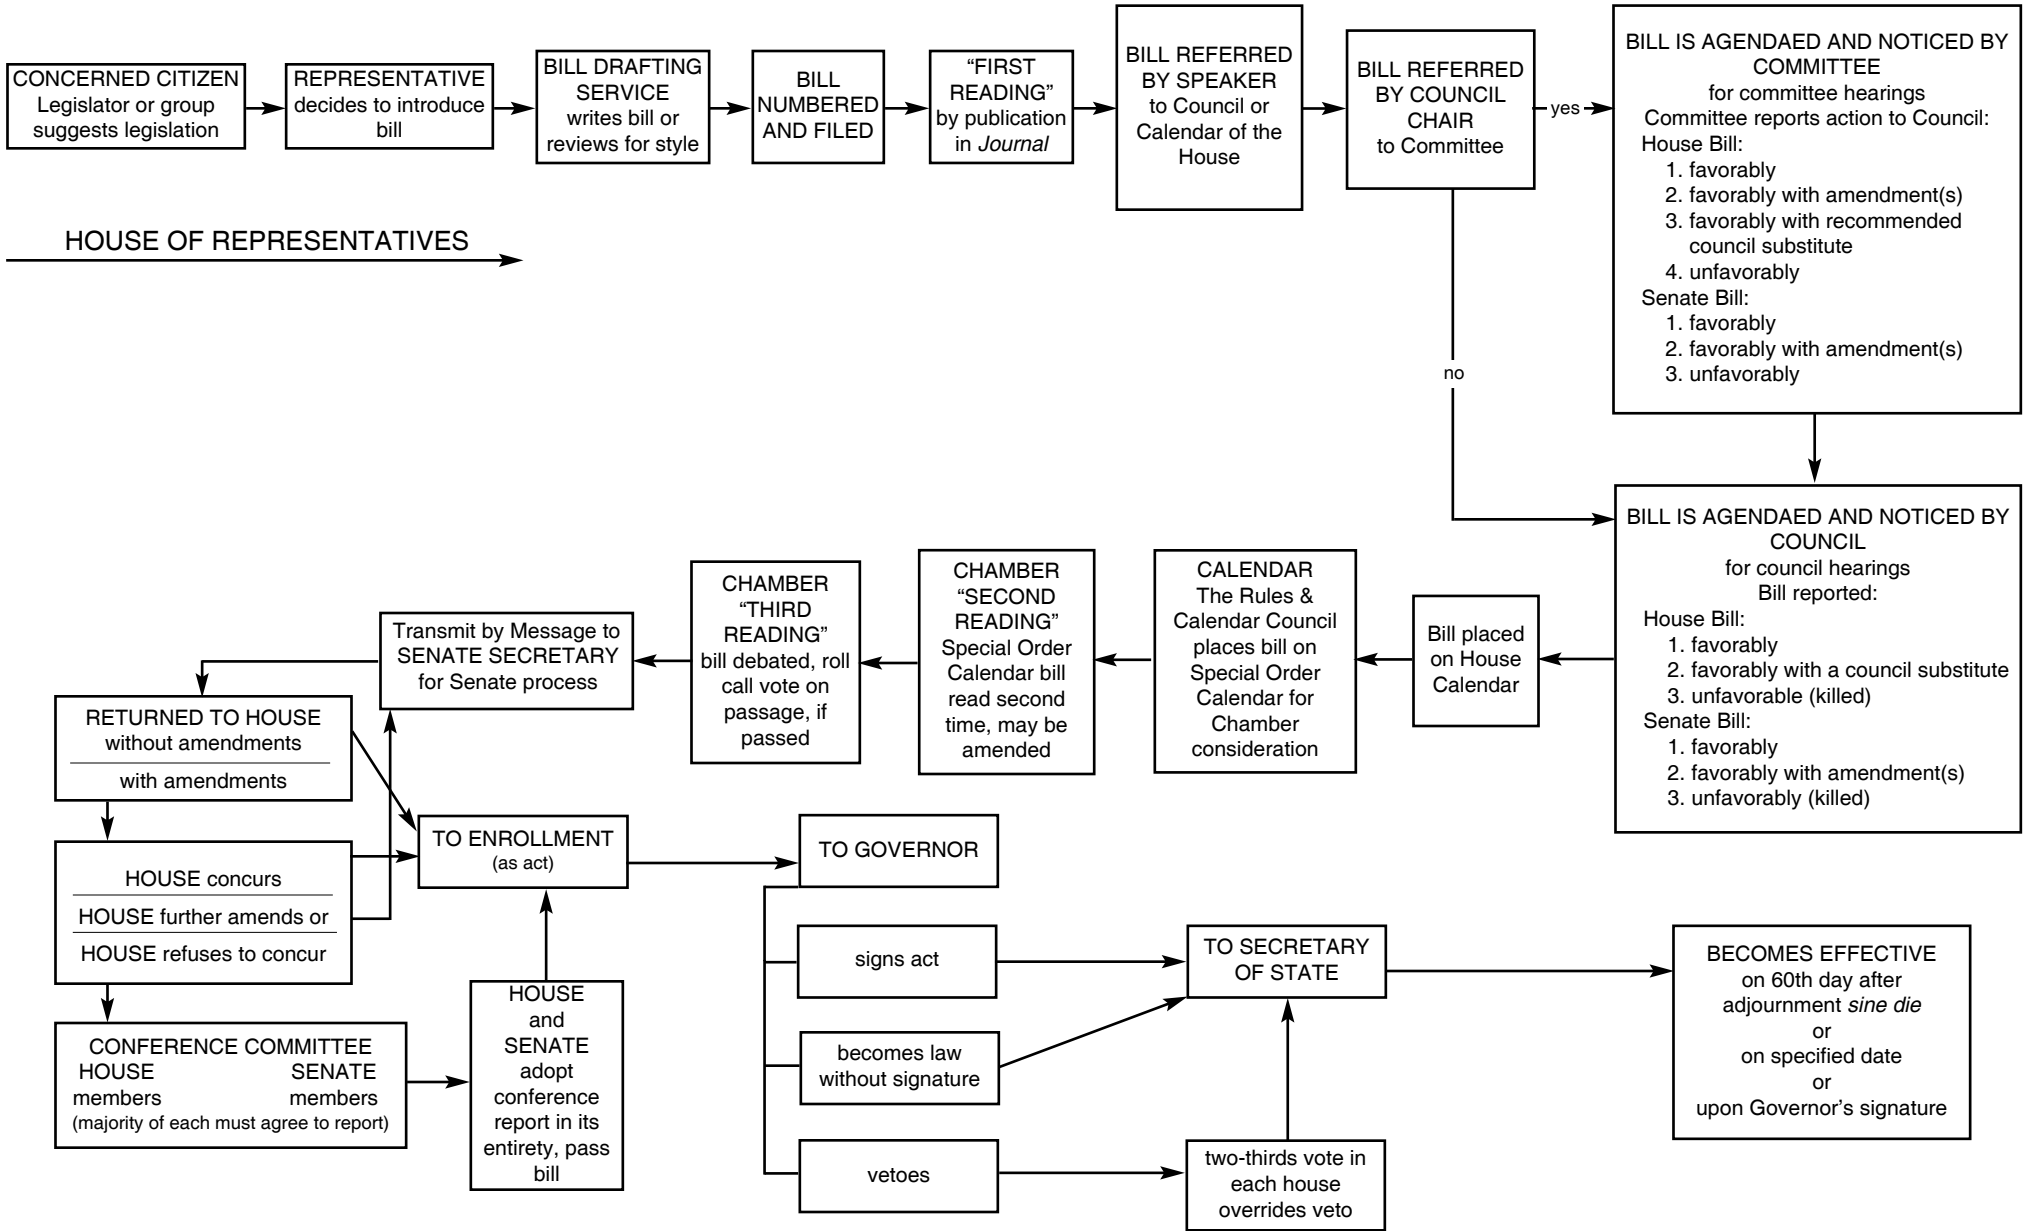 CONCERNED CITIZEN
Legislator or group
suggests legislation
REPRESENTATIVE
decides to introduce
bill
BILL DRAFTING
SERVICE
writes bill or
reviews for style
BILL
NUMBERED
AND FILED
“FIRST
READING”
by publication
in Journal
BILL REFERRED
BY SPEAKER
to Council or
Calendar of the
House
BILL REFERRED
BY COUNCIL
CHAIR
to Committee
yes
no
BILL IS AGENDAED AND NOTICED BY
COMMITTEE
for committee hearings
Committee reports action to Council:
House Bill:
1. favorably
2. favorably with amendment(s)
3. favorably with recommended
council substitute
4. unfavorably
Senate Bill:
1. favorably
2. favorably with amendment(s)
3. unfavorably
HOUSE OF REPRESENTATIVES
BILL IS AGENDAED AND NOTICED BY
COUNCIL
for council hearings
Bill reported:
House Bill:
1. favorably
2. favorably with a council substitute
3. unfavorable (killed)
Senate Bill:
1. favorably
2. favorably with amendment(s)
3. unfavorably (killed)
Bill placed
on House
Calendar
CALENDAR
The Rules &
Calendar Council
places bill on
Special Order
Calendar for
Chamber
consideration
CHAMBER
“SECOND
READING”
Special Order
Calendar bill
read second
time, may be
amended
CHAMBER
“THIRD
READING”
bill debated, roll
call vote on
passage, if
passed
Transmit by Message to
SENATE SECRETARY
for Senate process
RETURNED TO HOUSE
without amendments
with amendments
HOUSE concurs
HOUSE further amends or
HOUSE refuses to concur
CONFERENCE COMMITTEE
HOUSE SENATE
members members
(majority of each must agree to report)
HOUSE
and
SENATE
adopt
conference
report in its
entirety, pass
bill
TO ENROLLMENT
(as act)
TO GOVERNOR
signs act
becomes law
without signature
vetoes
two-thirds vote in
each house
overrides veto
TO SECRETARY
OF STATE
BECOMES EFFECTIVE
on 60th day after
adjournment sine die
or
on specified date
or
upon Governor’s signature